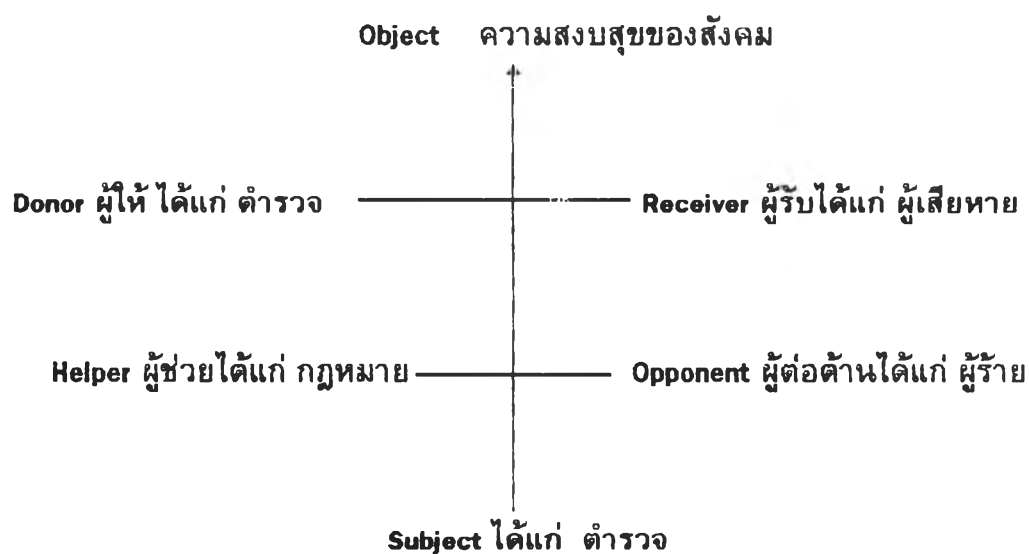 Object ความสงบสุขของสังคม
Donor ผู้ให้ ได้แก่ ตำรวจ
Receiver ผู้รับได้แก่ ผู้เสียหาย
Helper ผู้ช่วยได้แก่ กฎหมาย
Opponent ผู้ต่อต้านได้แก่ ผู้ร้าย
Subject ได้แก่ ตำรวจ